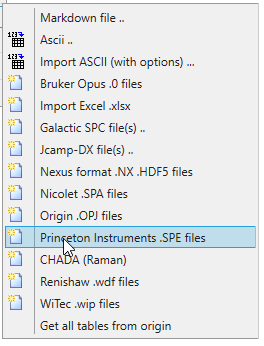 Markdown file ..
Ascii ..
Import ASCII (with options) ...
Bruker Opus .0 files
Import Excel .xlsx
Galactic SPC file(s) ..
Jcamp-DX file(s) ..
Nexus format .NX .HDF5 files
Nicolet .SPA files
Origin .OPJ files
Princeton Instruments .SPE files
CHADA (Raman)
Renishaw .wdf files
WiTec .wip files
Get all tables from origin